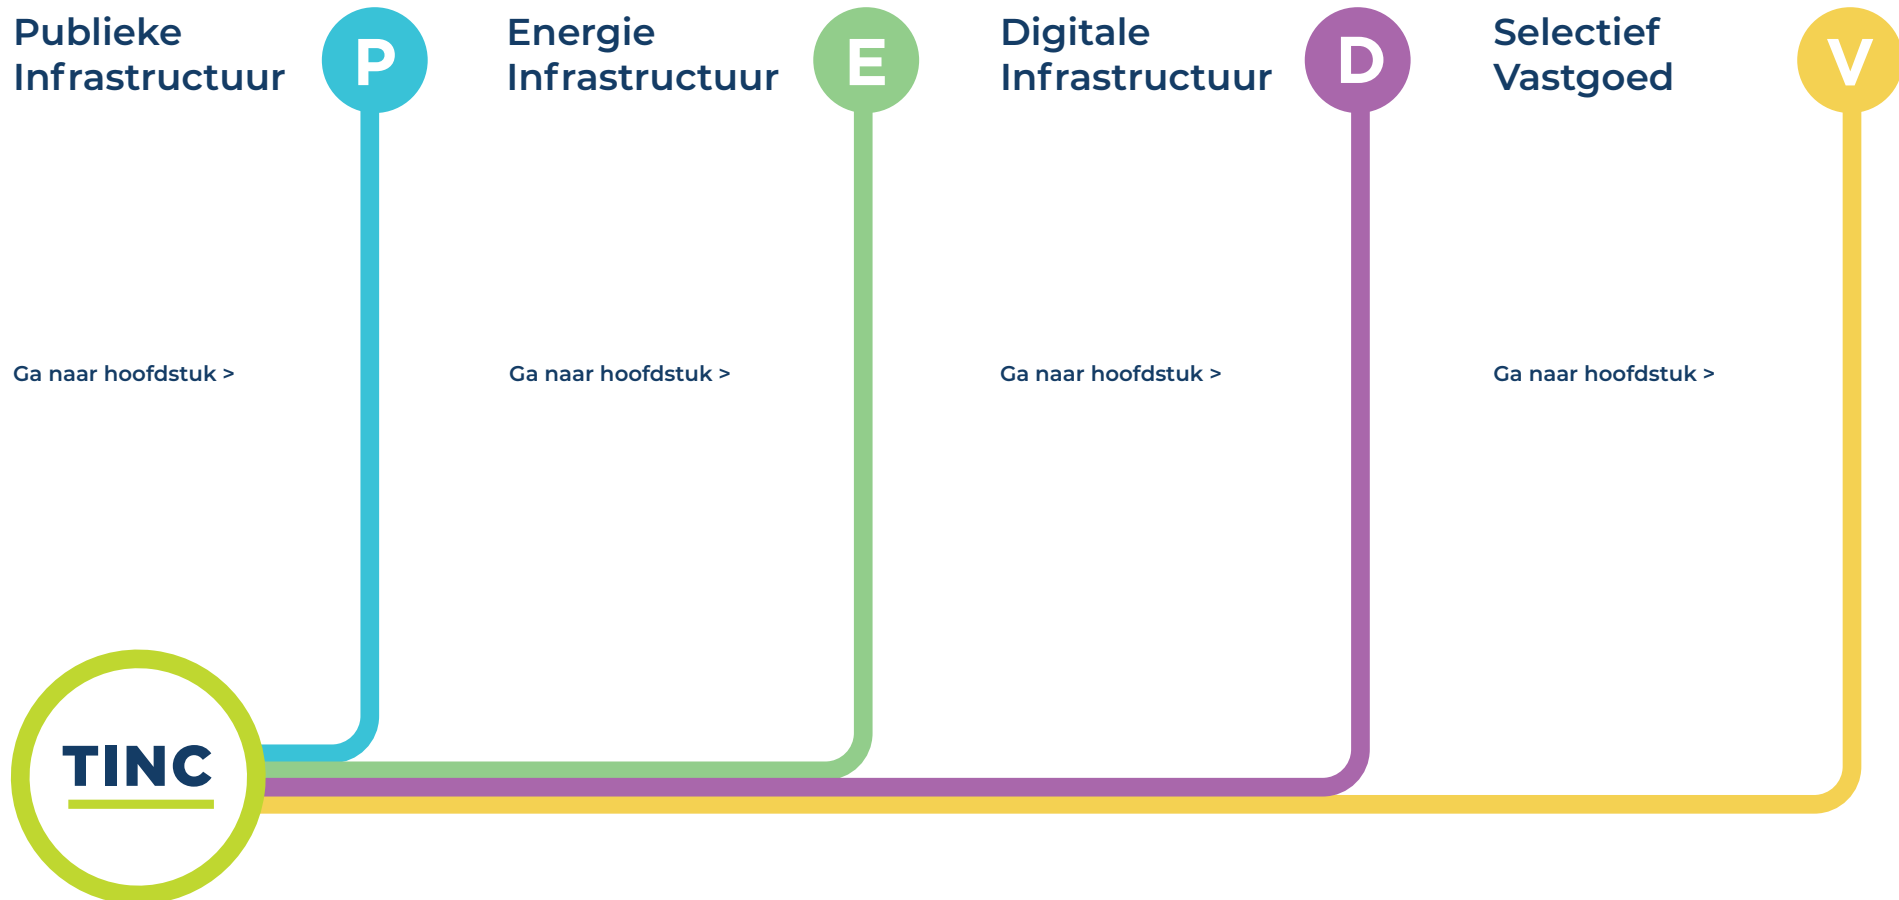 Publieke
Infrastructuur
P
Energie
Infrastructuur
E
Digitale
Infrastructuur
D
Selectief
Vastgoed
V
Ga naar hoofdstuk >
Ga naar hoofdstuk >
Ga naar hoofdstuk >
Ga naar hoofdstuk >
TINC